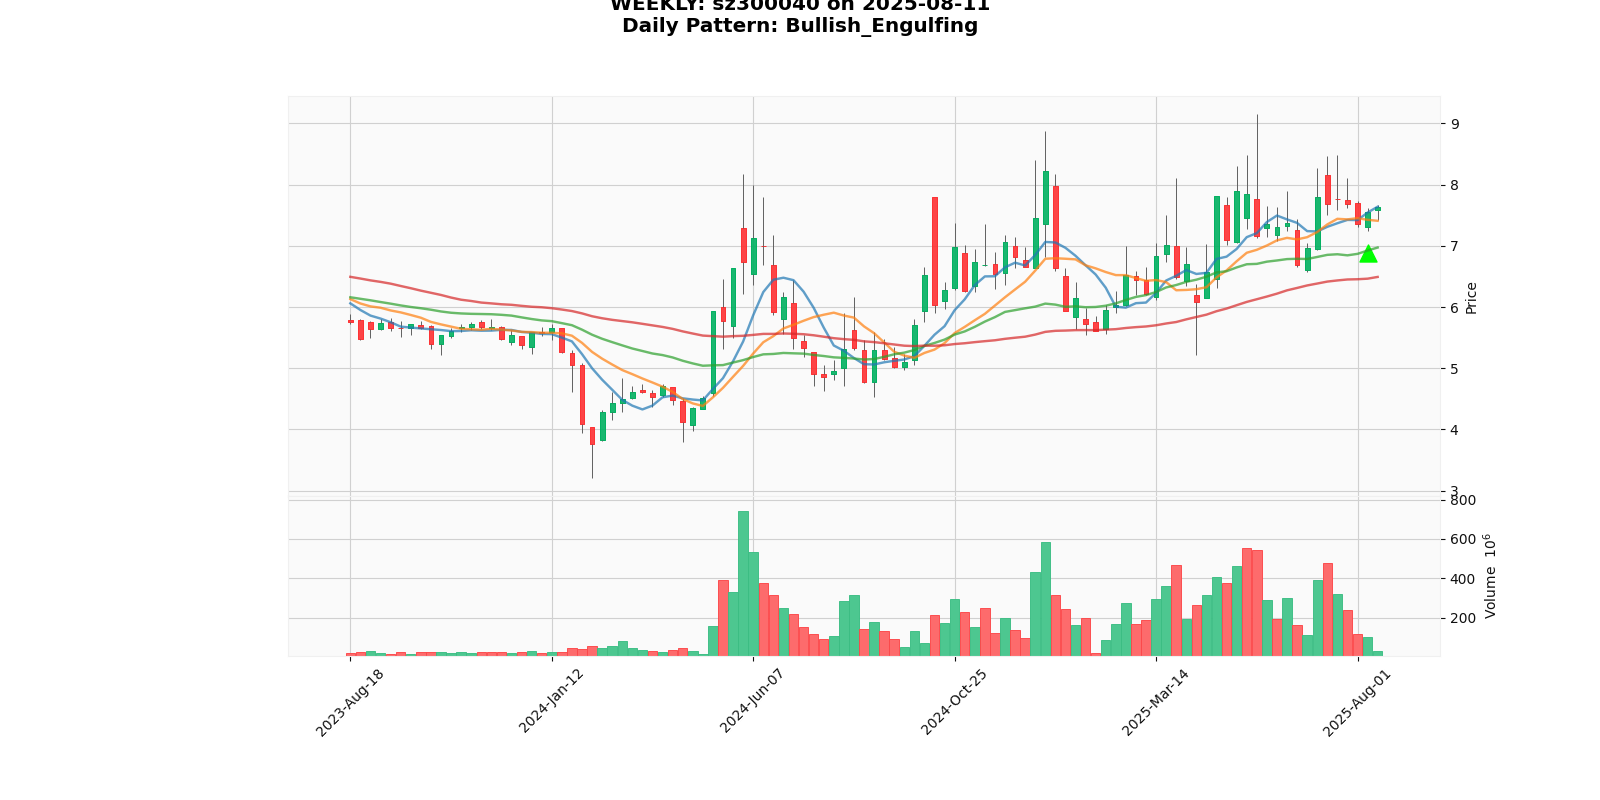 WEEKLY: sz300040 on 2025-08-11
Daily Pattern: Bullish_Engulfing
9
8
7
6
5
4
3
Price
800
600
400
200
Volume 10^6
2023-Aug-18
2024-Jan-12
2024-Jun-07
2024-Oct-25
2025-Mar-14
2025-Aug-01